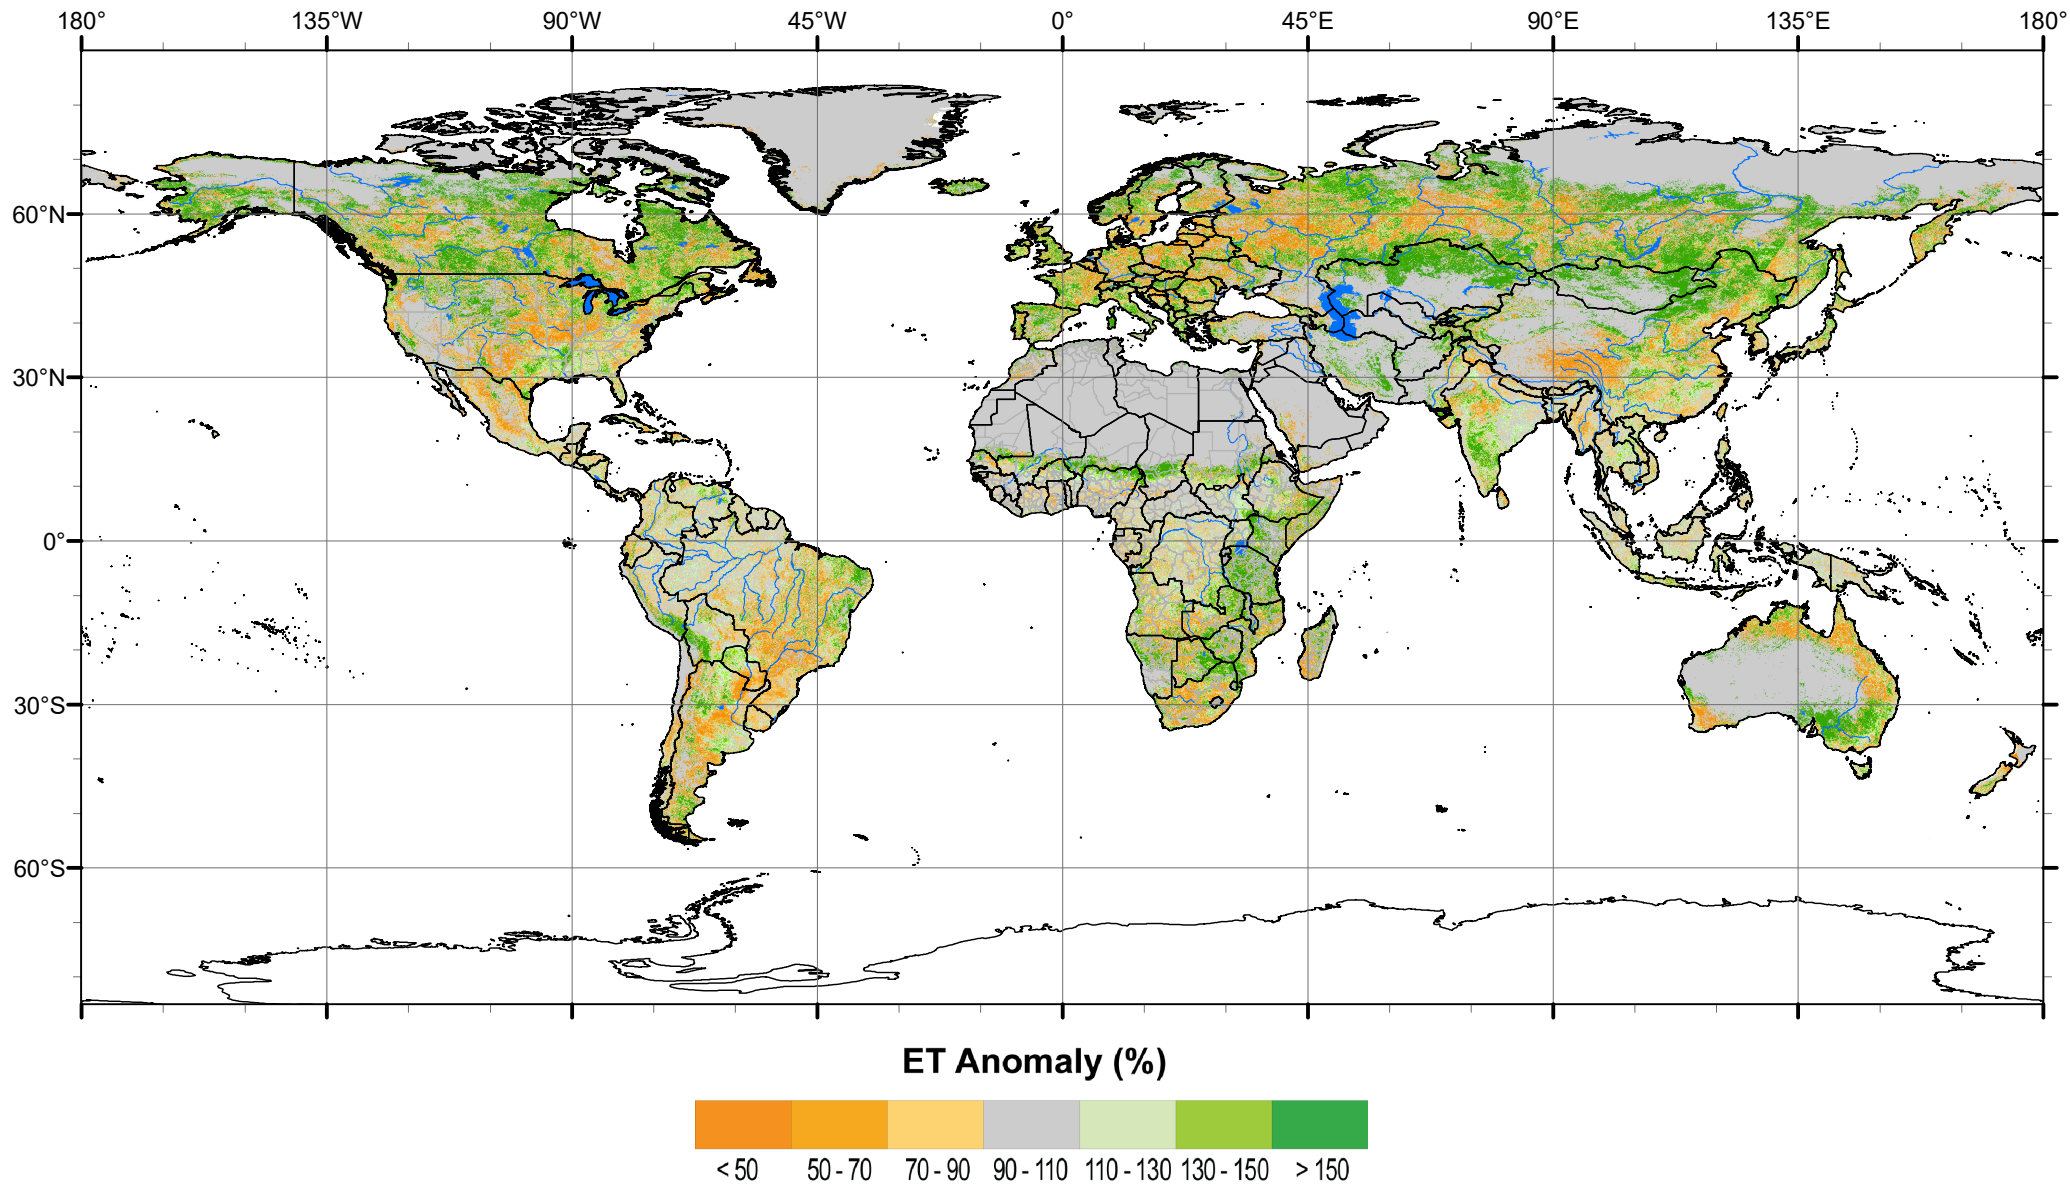 180° 135°W 90°W 45°W 0° 45°E 90°E 135°E 180°
60°N
30°N
0°
30°S
60°S
ET Anomaly (%)
< 50 50 - 70 70 - 90 90 - 110 110 - 130 130 - 150 > 150